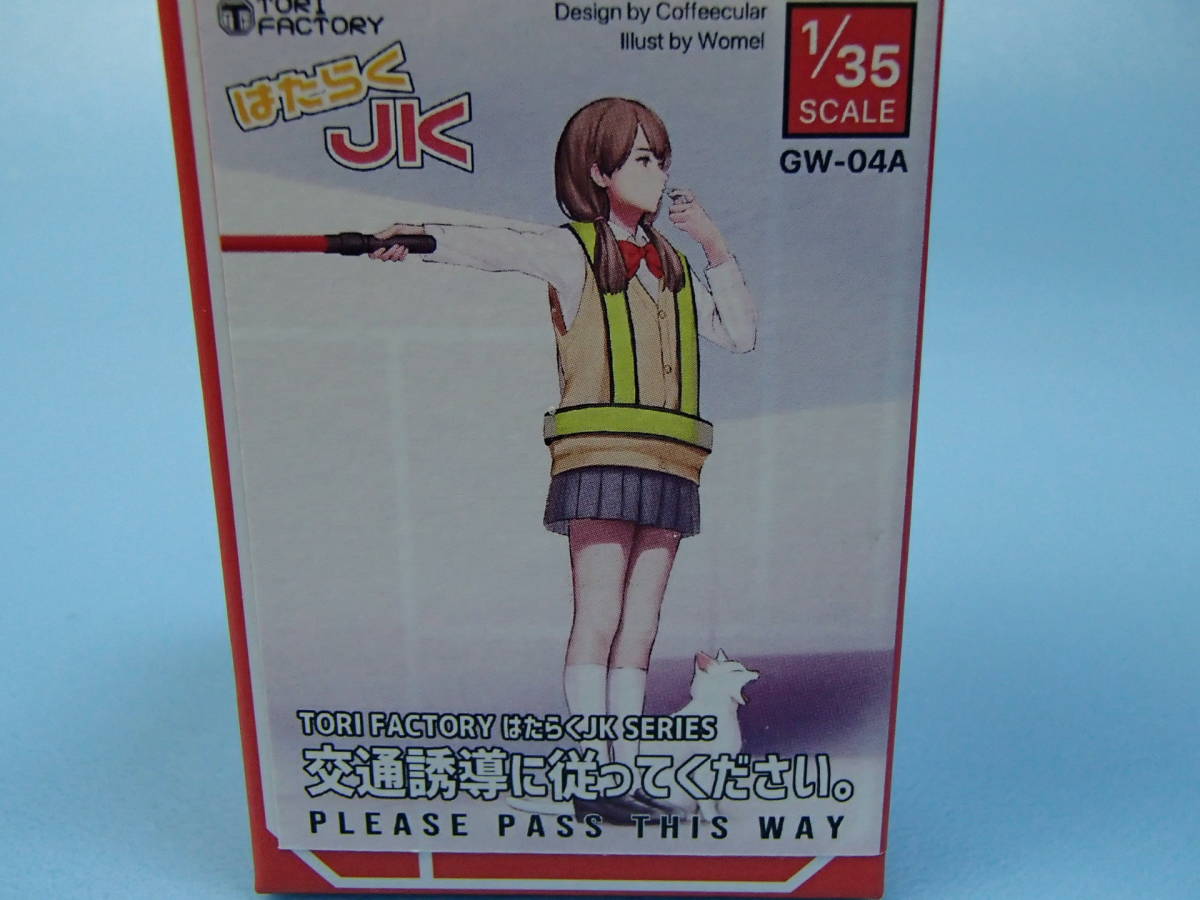 TORI
FACTORY
はたらく
JK
Design by Coffeecular
Illust by Womel
1/35
SCALE
GW-04A
TORI FACTORY はたらくJK SERIES
交通誘導に従ってください。
PLEASE PASS THIS WAY